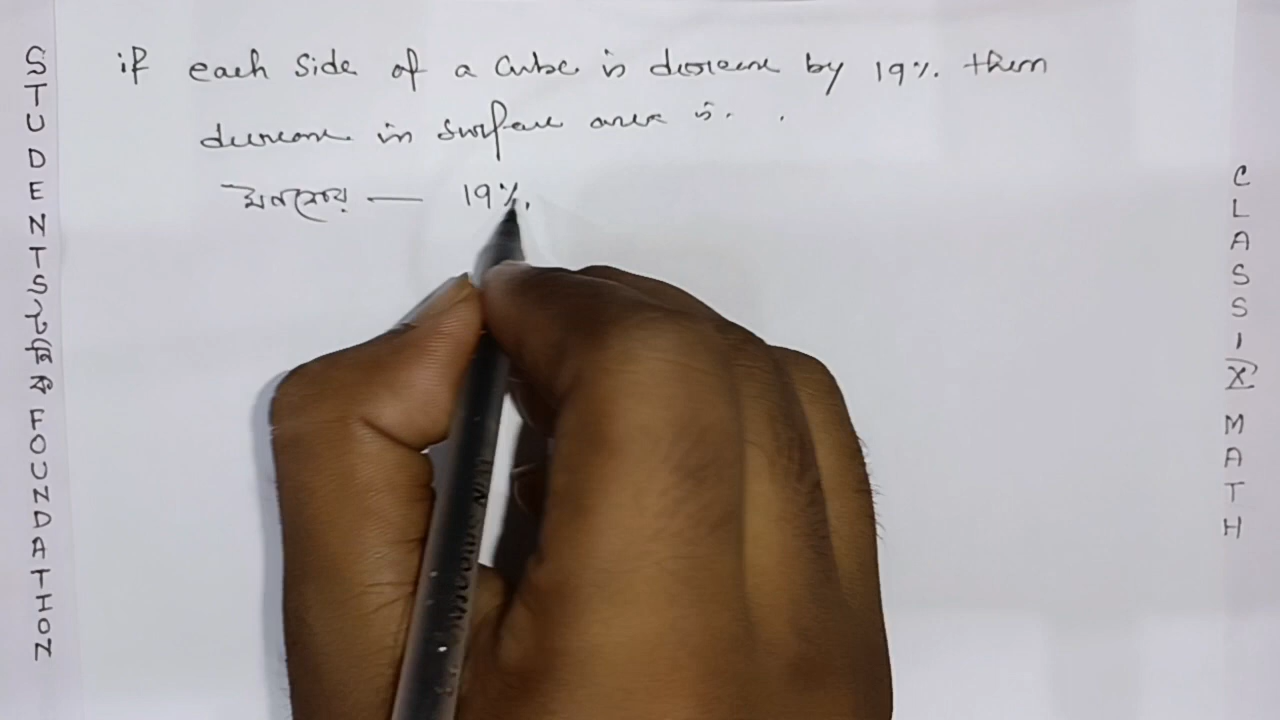 STUDENTS FOUNDATION
if each side of a cube is decrease by 19% then
decrease in surface area is. .
— 19%.
CLASS IX MATH